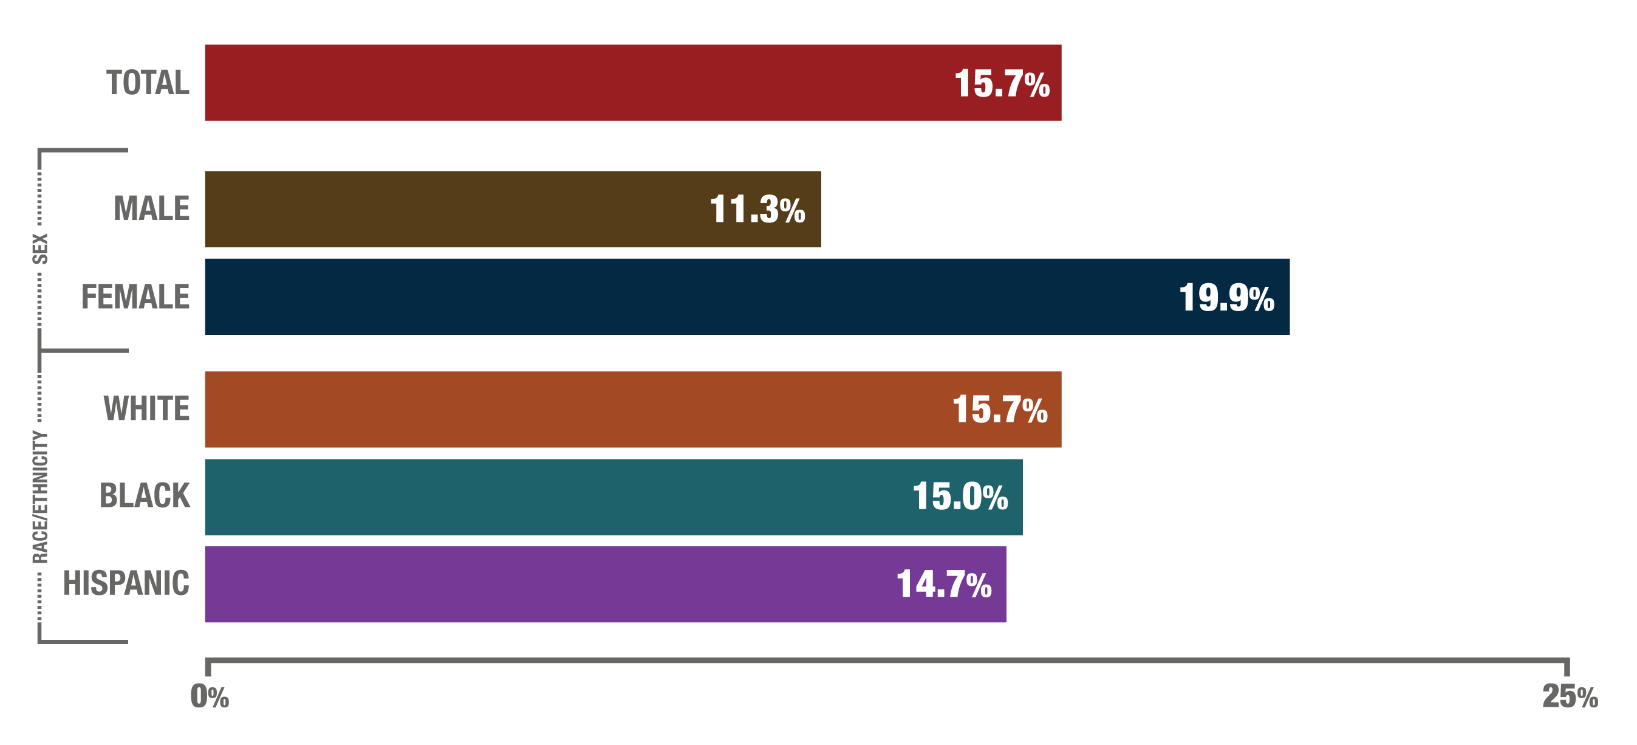 TOTAL 15.7%
SEX
MALE 11.3%
FEMALE 19.9%
RACE/ETHNICITY
WHITE 15.7%
BLACK 15.0%
HISPANIC 14.7%
0% 25%